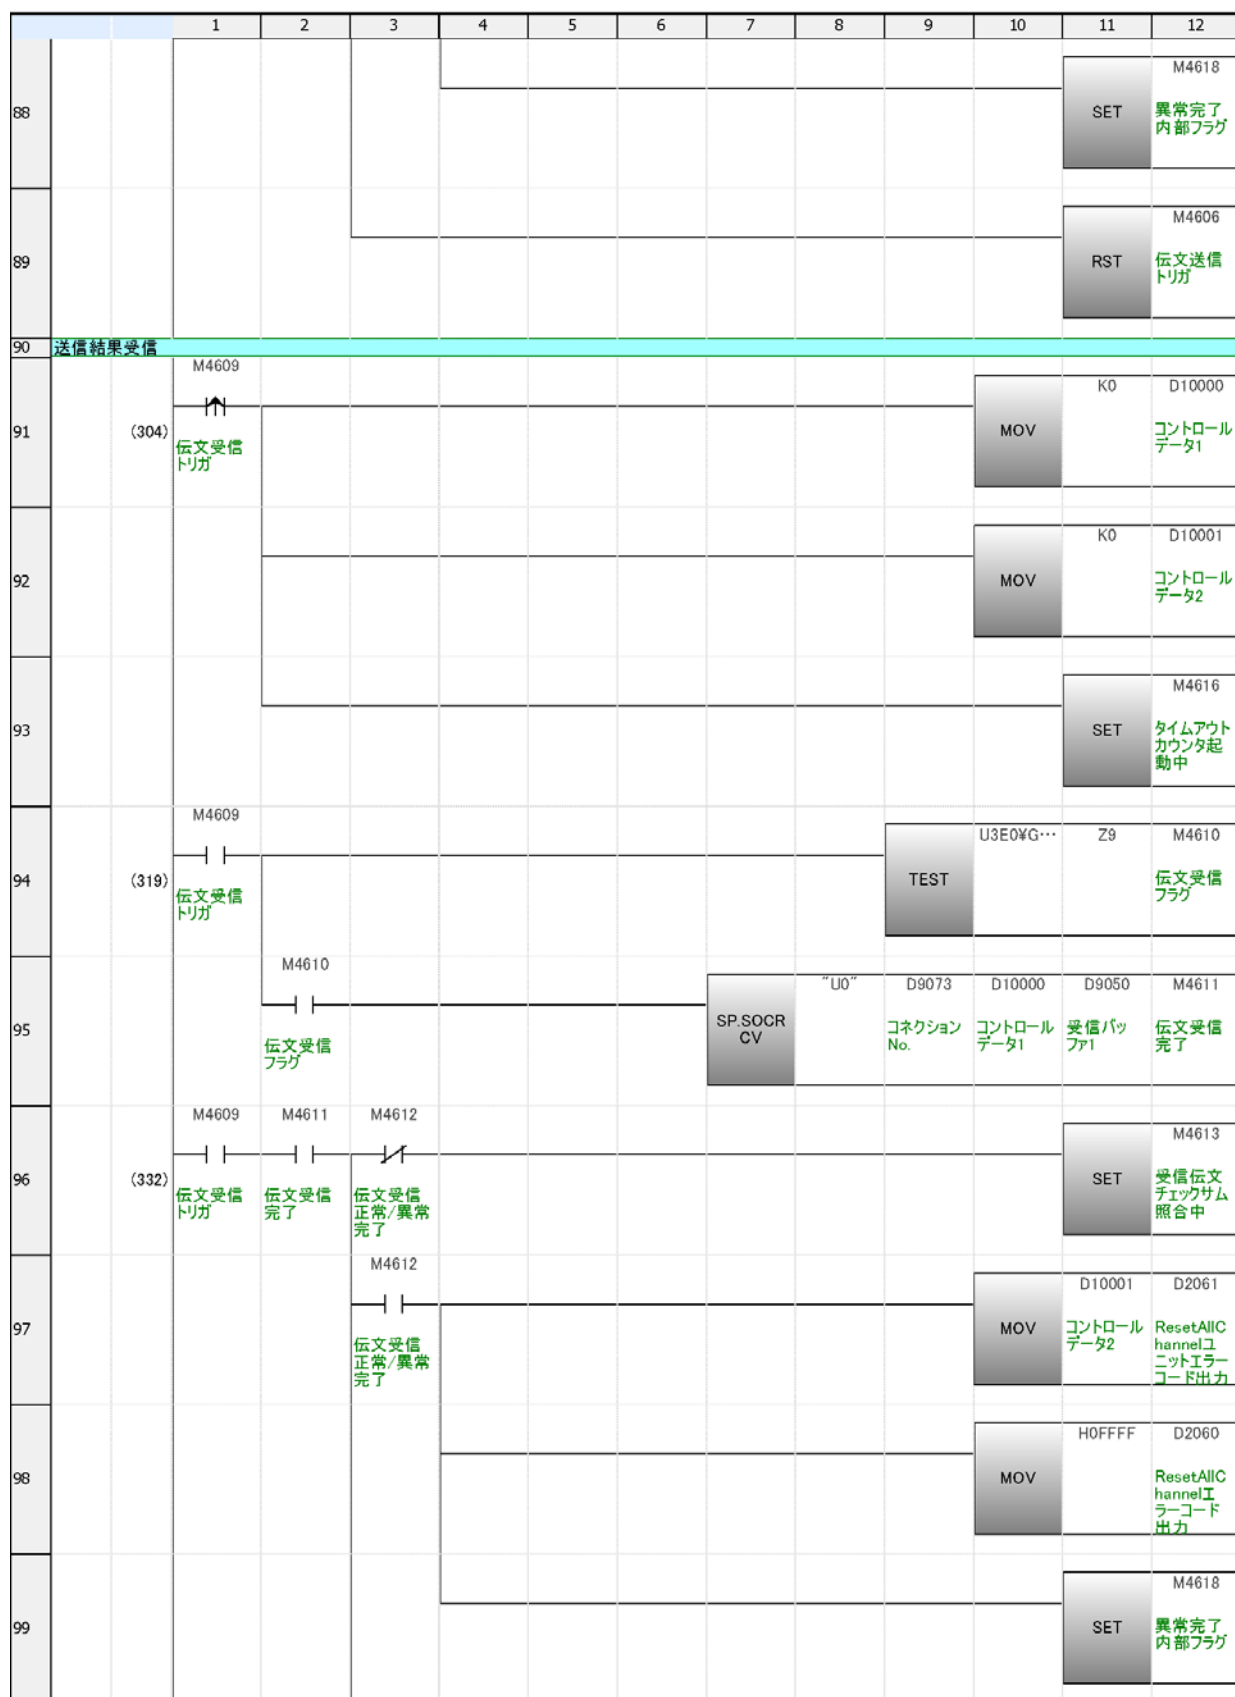 1 2 3 4 5 6 7 8 9 10 11 12
88
SET
M4618
異常完了
内部フラグ
89
RST
M4606
伝文送信
トリガ
90 送信結果受信
91 (304)
M4609
伝文受信
トリガ
MOV
K0 D10000
コントロール
データ1
92
MOV
K0 D10001
コントロール
データ2
93
SET
M4616
タイムアウト
カウンタ起
動中
94 (319)
M4609
伝文受信
トリガ
TEST
U3E0¥G… Z9 M4610
伝文受信
フラグ
95
M4610
伝文受信
フラグ
SP.SOCR
CV
"U0" D9073 D10000 D9050 M4611
コネクション
No.
コントロール
データ1
受信バッ
ファ1
伝文受信
完了
96 (332)
M4609 M4611 M4612
伝文受信
トリガ
伝文受信
完了
伝文受信
正常/異常
完了
SET
M4613
受信伝文
チェックサム
照合中
97
M4612
伝文受信
正常/異常
完了
MOV
D10001 D2061
コントロール
データ2
ResetAllC
hannelユ
ニットエラー
コード出力
98
MOV
H0FFFF D2060
ResetAllC
hannelエ
ラーコード
出力
99
SET
M4618
異常完了
内部フラグ